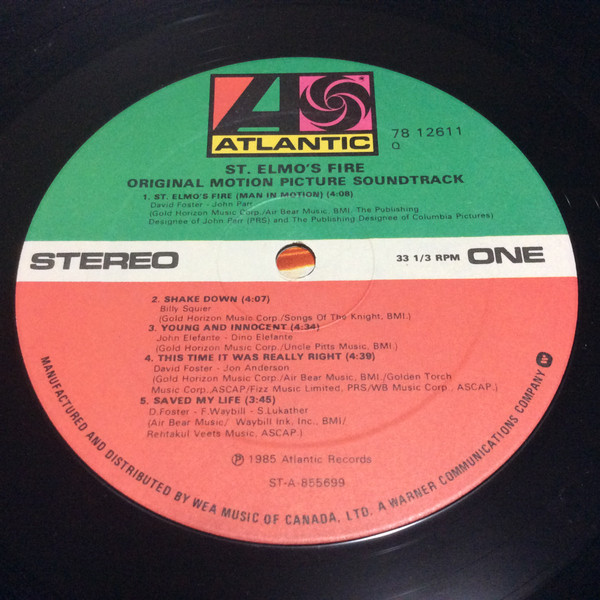 ATLANTIC
78 12611
Q
ST. ELMO'S FIRE
ORIGINAL MOTION PICTURE SOUNDTRACK
1. ST. ELMO'S FIRE (MAN IN MOTION) (4:08)
David Foster - John Parr
(Gold Horizon Music Corp./Air Bear Music, BMI, The Publishing
Designee of John Parr (PRS) and The Publishing Designee of Columbia Pictures)
STEREO
33 1/3 RPM ONE
2. SHAKE DOWN (4:07)
Billy Squier
(Gold Horizon Music Corp./Songs Of The Knight, BMI.)
3. YOUNG AND INNOCENT (4:34)
John Elefante - Dino Elefante
(Gold Horizon Music Corp./Uncle Pitts Music, BMI.)
4. THIS TIME IT WAS REALLY RIGHT (4:39)
David Foster - Jon Anderson
(Gold Horizon Music Corp./Air Bear Music, BMI/Golden Torch
Music Corp.,ASCAP/Fizz Music Limited, PRS/WB Music Corp., ASCAP.)
5. SAVED MY LIFE (3:45)
D.Foster - F.Waybill - S.Lukather
(Air Bear Music/ Waybill Ink, Inc., BMI/
Rehtakul Veets Music, ASCAP.)
℗ 1985 Atlantic Records
ST-A-855699
MANUFACTURED AND DISTRIBUTED BY WEA MUSIC OF CANADA, LTD. A WARNER COMMUNICATIONS COMPANY